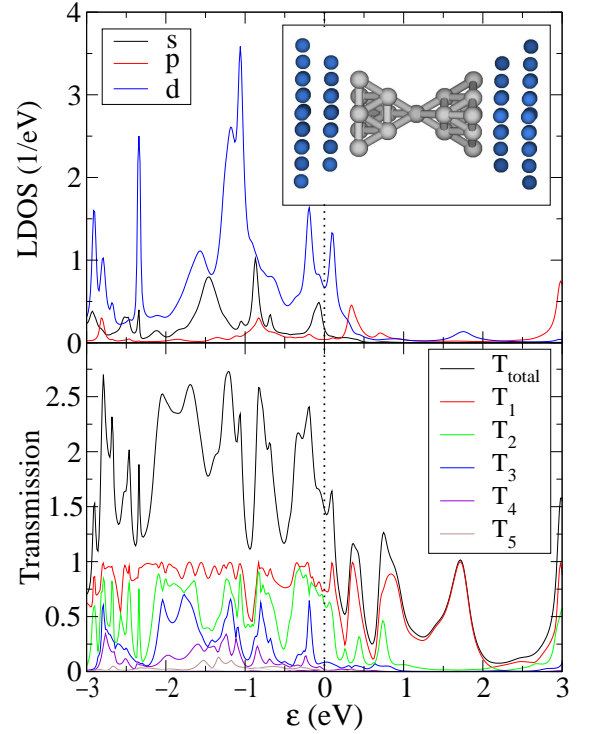 4
3
2
1
0
LDOS (1/eV)
s
p
d
2.5
2
1.5
1
0.5
0
Transmission
T_total
T_1
T_2
T_3
T_4
T_5
−3 −2 −1 0 1 2 3
ε (eV)